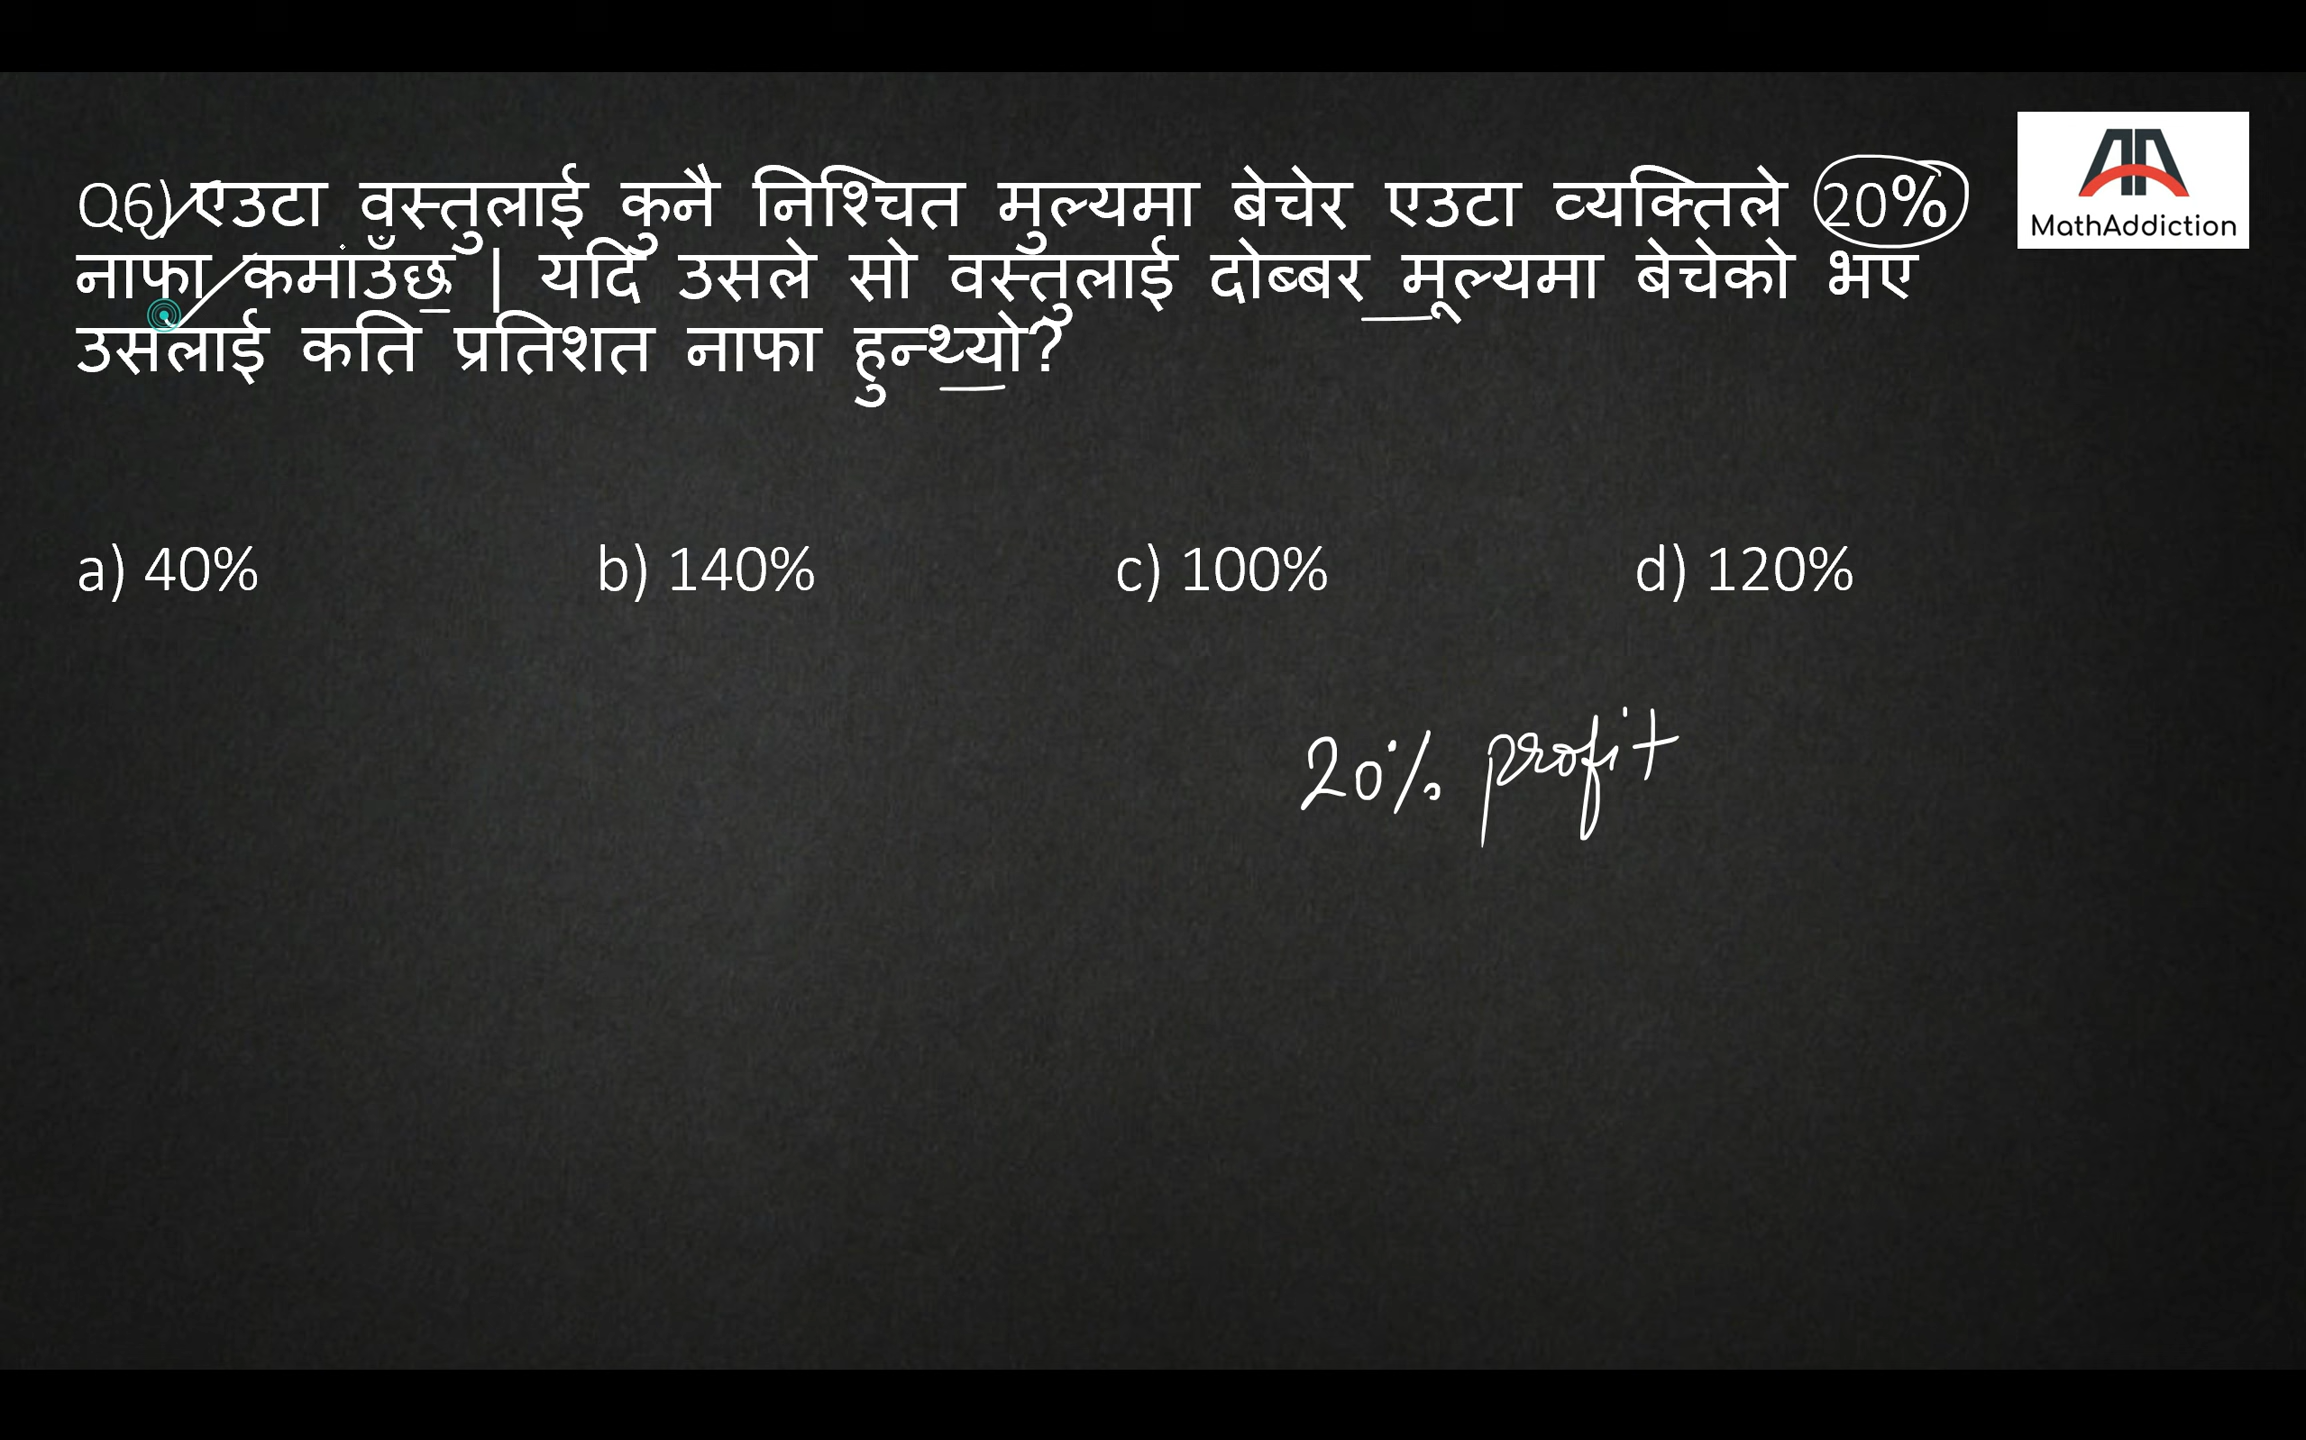 Q6) एउटा वस्तुलाई कुनै निश्चित मुल्यमा बेचेर एउटा व्यक्तिले 20%
नाफा कमांउँछ | यदि उसले सो वस्तुलाई दोब्बर मूल्यमा बेचेको भए
उसलाई कति प्रतिशत नाफा हुन्थ्यो?
MathAddiction
a) 40% b) 140% c) 100% d) 120%
20% profit